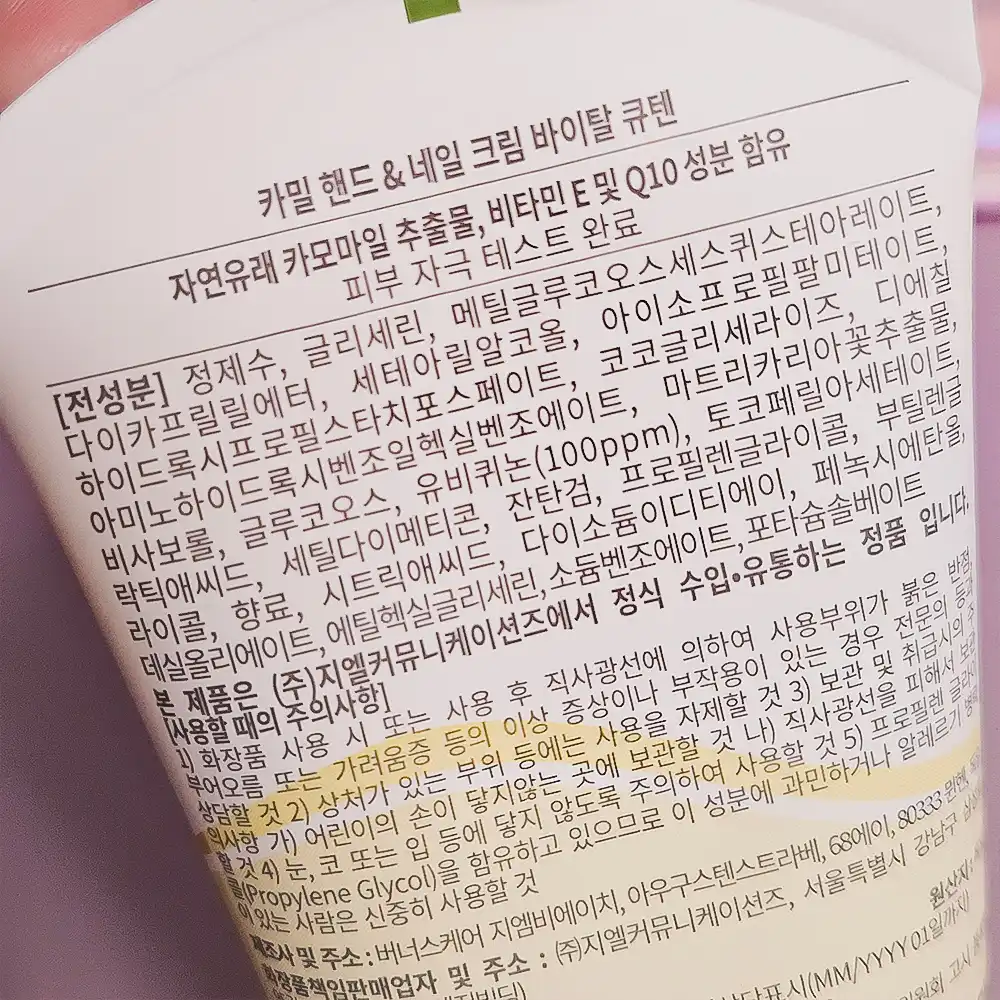 카밀 핸드 & 네일 크림 바이탈 큐텐
자연유래 카모마일 추출물, 비타민 E 및 Q10 성분 함유
피부 자극 테스트 완료
[전성분] 정제수, 글리세린, 메틸글루코오스세스퀴스테아레이트,
다이카프릴릴에터, 세테아릴알코올, 아이소프로필팔미테이트,
하이드록시프로필스타치포스페이트, 코코글리세라이즈, 디에칠
아미노하이드록시벤조일헥실벤조에이트, 마트리카리아꽃추출물,
비사보롤, 글루코오스, 유비퀴논(100ppm), 토코페릴아세테이트,
락틱애씨드, 세틸다이메티콘, 잔탄검, 프로필렌글라이콜, 부틸렌글
라이콜, 향료, 시트릭애씨드, 다이소듐이디티에이, 페녹시에탄올,
데실올리에이트, 에틸헥실글리세린, 소듐벤조에이트, 포타슘솔베이트
본 제품은 (주)지엘커뮤니케이션즈에서 정식 수입•유통하는 정품 입니다.
[사용할 때의 주의사항]
1) 화장품 사용 시 또는 사용 후 직사광선에 의하여 사용부위가 붉은 반점,
부어오름 또는 가려움증 등의 이상 증상이나 부작용이 있는 경우 전문의 등과
상담할 것 2) 상처가 있는 부위 등에는 사용을 자제할 것 3) 보관 및 취급시의 주
의사항 가) 어린이의 손이 닿지않는 곳에 보관할 것 나) 직사광선을 피해서 보관
할 것 4) 눈, 코 또는 입 등에 닿지 않도록 주의하여 사용할 것 5) 프로필렌 글라이
콜(Propylene Glycol)을 함유하고 있으므로 이 성분에 과민하거나 알레르기
이 있는 사람은 신중히 사용할 것
제조사 및 주소 : 버너스케어 지엠비에이치, 아우구스텐스트라베, 68에이, 80333 뮌헨,
화장품책임판매업자 및 주소 : (주)지엘커뮤니케이션즈, 서울특별시 강남구
원산지 :
(MM/YYYY 01일까지)